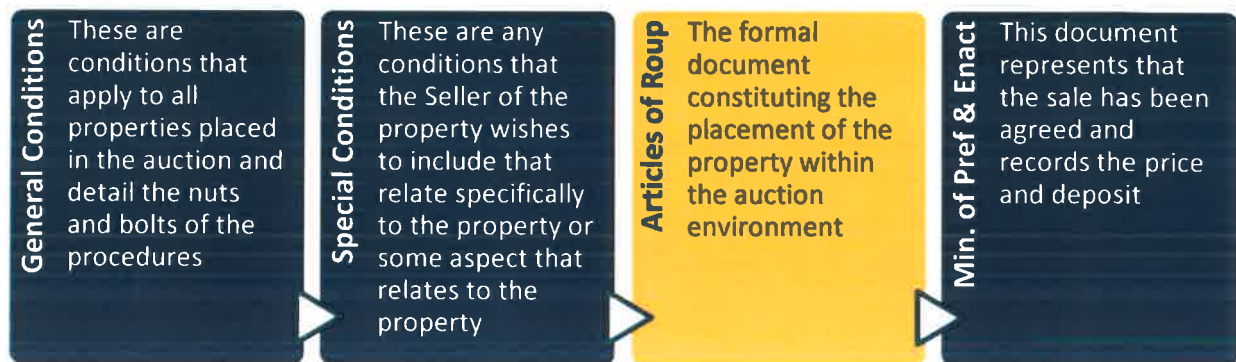 General Conditions
These are
conditions that
apply to all
properties placed
in the auction and
detail the nuts
and bolts of the
procedures
Special Conditions
These are any
conditions that
the Seller of the
property wishes
to include that
relate specifically
to the property or
some aspect that
relates to the
property
Articles of Roup
The formal
document
constituting the
placement of the
property within
the auction
environment
Min. of Pref & Enact
This document
represents that
the sale has been
agreed and
records the price
and deposit